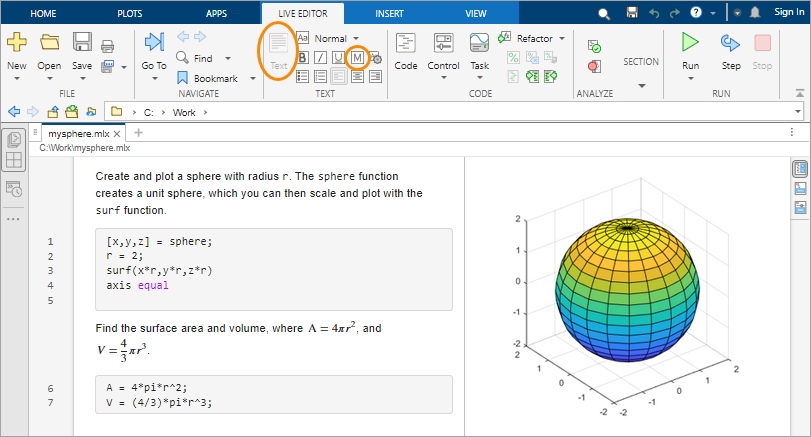 HOME PLOTS APPS LIVE EDITOR INSERT VIEW Sign In
New Open Save Go To Find Bookmark Text Aa Normal B I U M Code Control Task Refactor SECTION Run Step Stop
FILE NAVIGATE TEXT CODE ANALYZE RUN
C: Work
mysphere.mlx
C:\Work\mysphere.mlx
Create and plot a sphere with radius r. The sphere function
creates a unit sphere, which you can then scale and plot with the
surf function.
1 [x,y,z] = sphere;
2 r = 2;
3 surf(x*r,y*r,z*r)
4 axis equal
5
Find the surface area and volume, where A = 4πr², and
V = 4/3 πr³.
6 A = 4*pi*r^2;
7 V = (4/3)*pi*r^3;
2
1
0
-1
-2
2 1 0 -1 -2
-2 -1 0 1 2